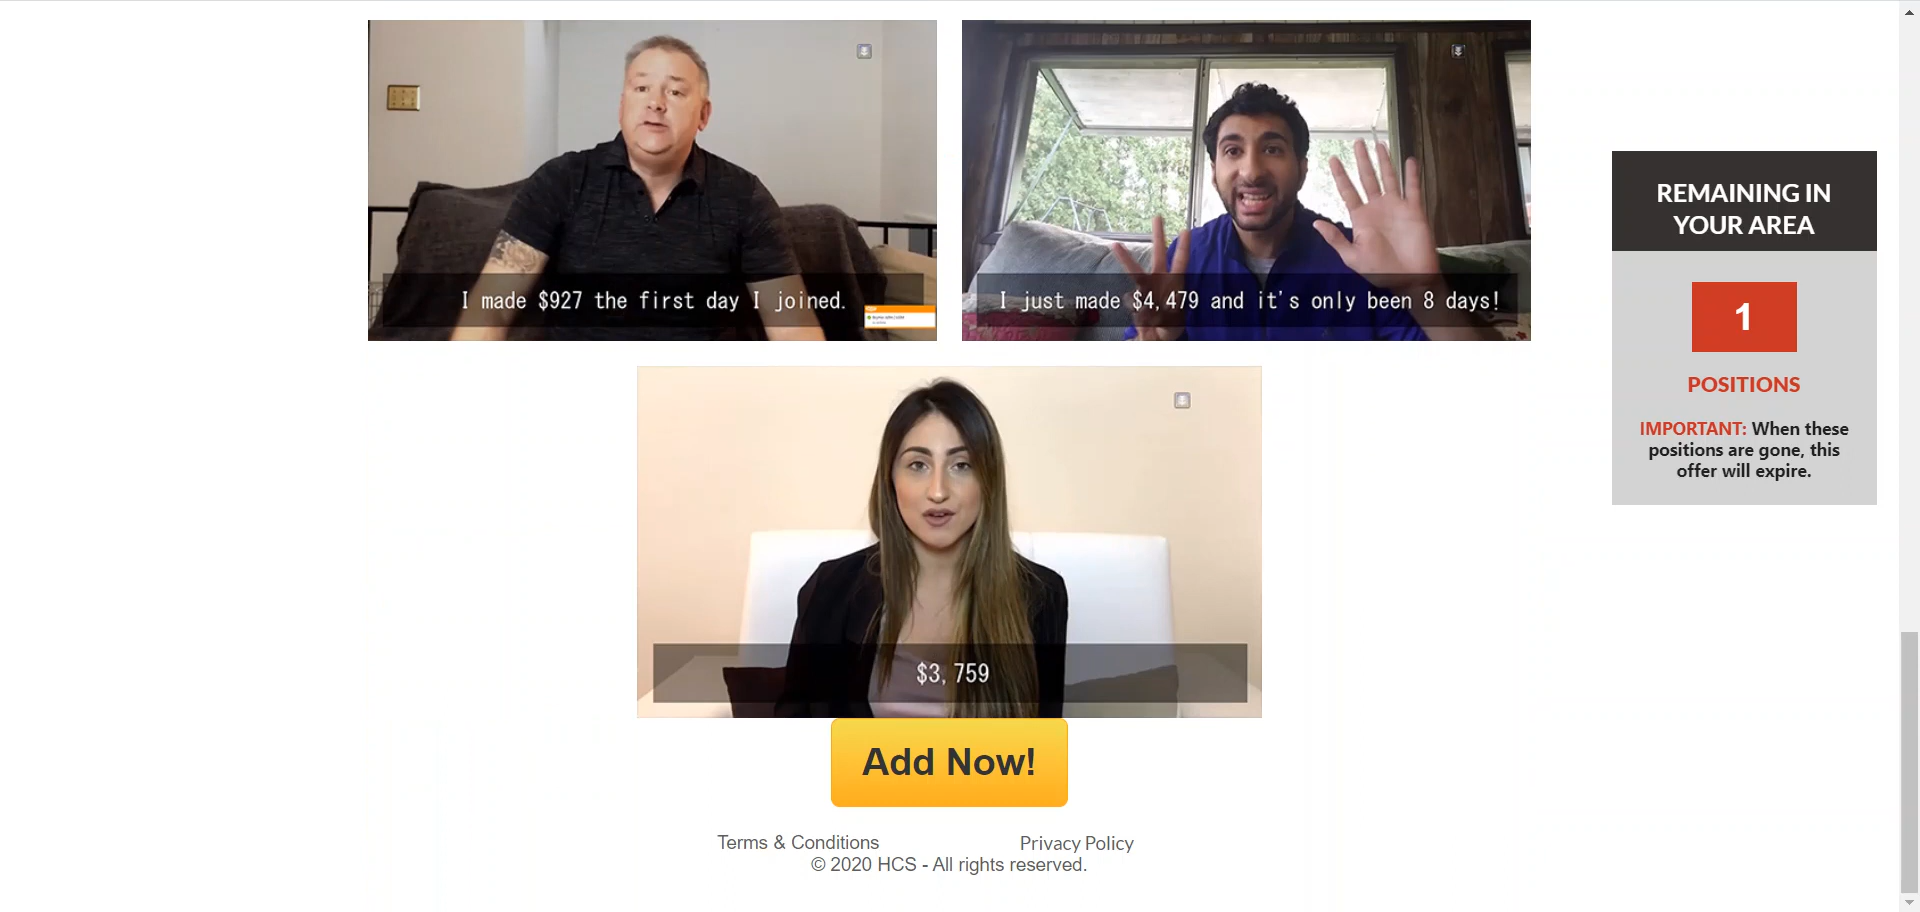 I made $927 the first day I joined.
I just made $4,479 and it's only been 8 days!
REMAINING IN
YOUR AREA
1
POSITIONS
IMPORTANT: When these
positions are gone, this
offer will expire.
$3,759
Add Now!
Terms & Conditions
Privacy Policy
© 2020 HCS - All rights reserved.